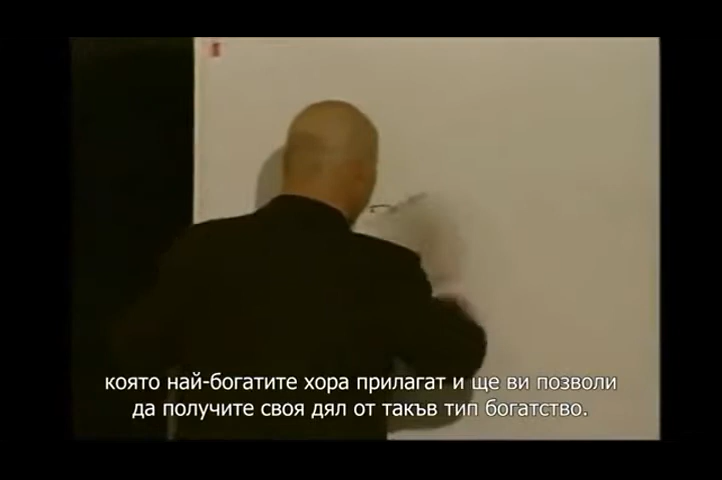 която най-богатите хора прилагат и ще ви позволи
да получите своя дял от такъв тип богатство.